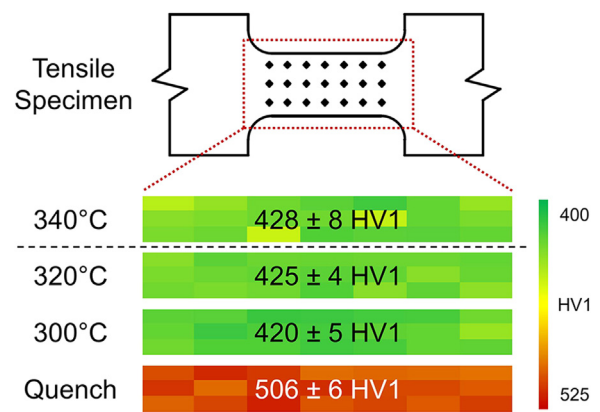 Tensile
Specimen
340°C
428 ± 8 HV1
320°C
425 ± 4 HV1
300°C
420 ± 5 HV1
Quench
506 ± 6 HV1
400
HV1
525